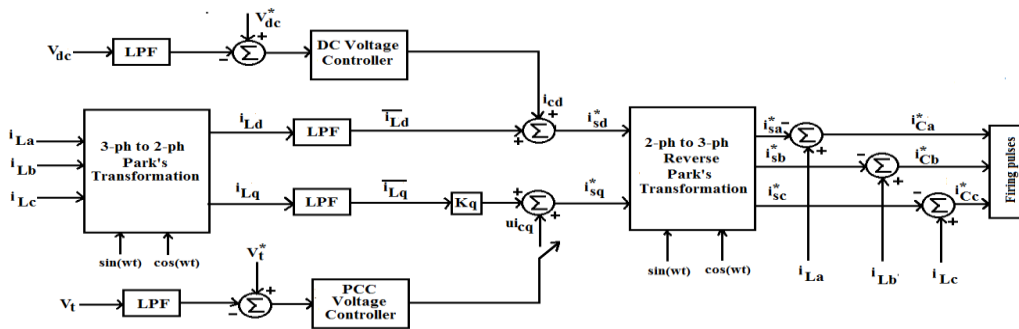 V*dc
Vdc
LPF
Σ
+
−
DC Voltage
Controller
icd
iLa
iLb
iLc
3-ph to 2-ph
Park's
Transformation
sin(wt)
cos(wt)
iLd
LPF
iLd
+
+
Σ
i*sd
iLq
LPF
iLq
Kq
+
+
Σ
i*sq
uicq
2-ph to 3-ph
Reverse
Park's
Transformation
sin(wt)
cos(wt)
i*sa
−
Σ
+
i*Ca
i*sb
−
Σ
+
i*Cb
i*sc
−
Σ
+
i*Cc
Firing pulses
iLa
iLb
iLc
V*t
Vt
LPF
−
Σ
+
PCC
Voltage
Controller